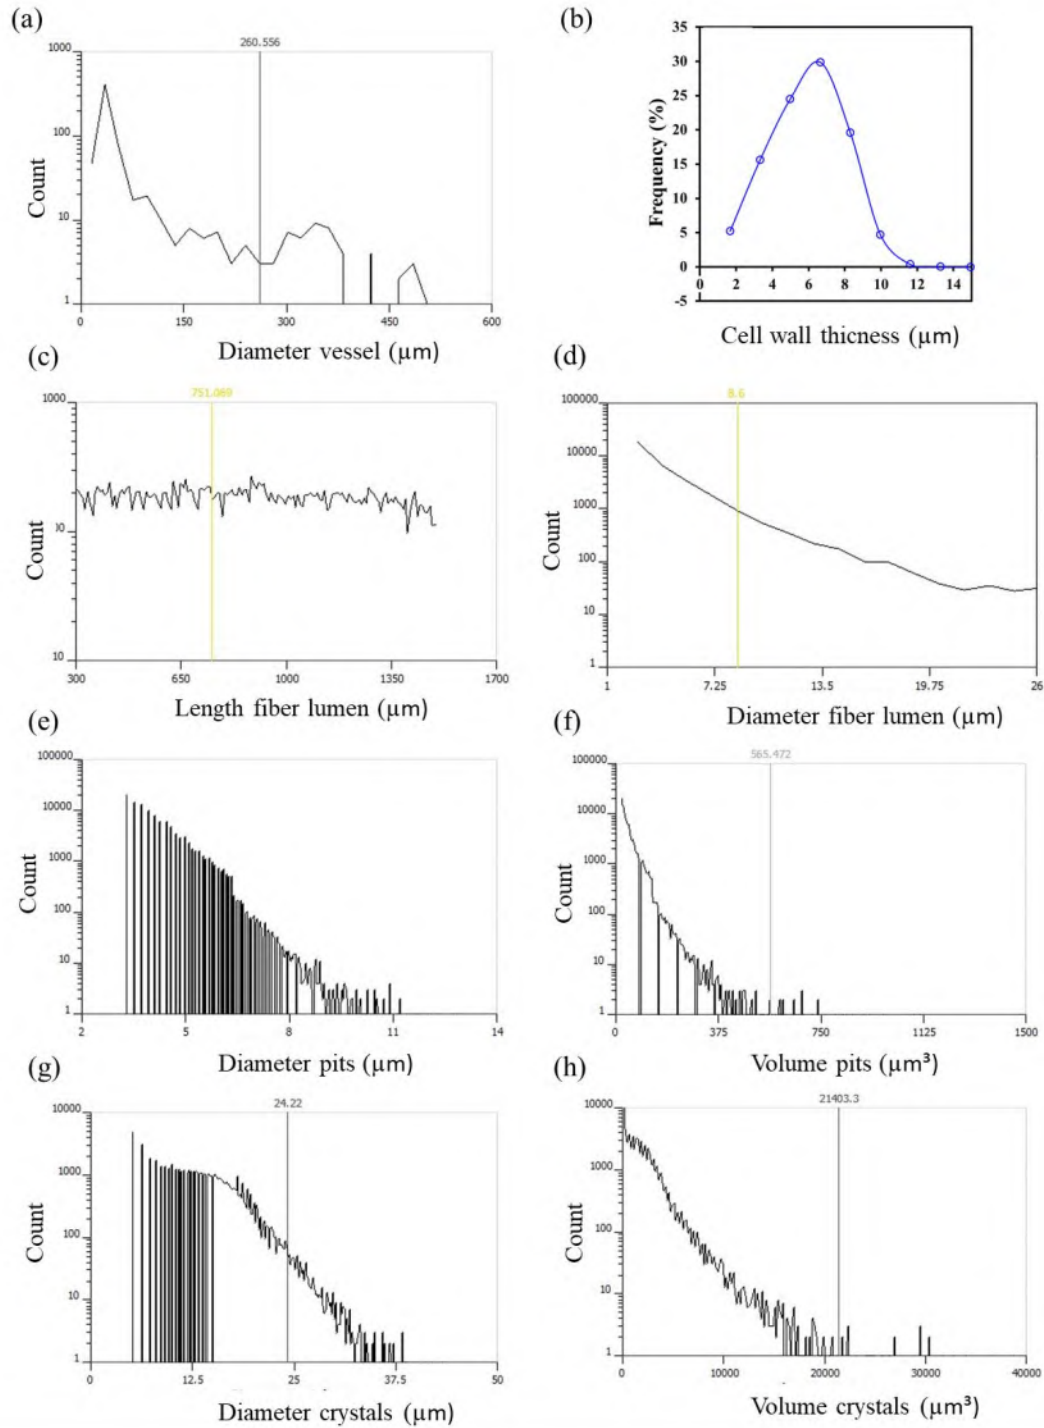 (a)
260.556
1000
100
10
1
Count
0 150 300 450 600
Diameter vessel (µm)
(b)
35
30
25
20
15
10
5
0
-5
Frequency (%)
0 2 4 6 8 10 12 14
Cell wall thicness (µm)
(c)
751.089
1000
10
10
Count
300 650 1000 1350 1700
Length fiber lumen (µm)
(d)
8.6
100000
10000
1000
100
10
1
Count
1 7.25 13.5 19.75 26
Diameter fiber lumen (µm)
(e)
100000
10000
1000
100
10
1
Count
2 5 8 11 14
Diameter pits (µm)
(f)
565.472
100000
10000
1000
100
10
1
Count
0 375 750 1125 1500
Volume pits (µm³)
(g)
24.22
10000
1000
100
10
1
Count
0 12.5 25 37.5 50
Diameter crystals (µm)
(h)
21403.3
10000
1000
100
10
1
Count
0 10000 20000 30000 40000
Volume crystals (µm³)